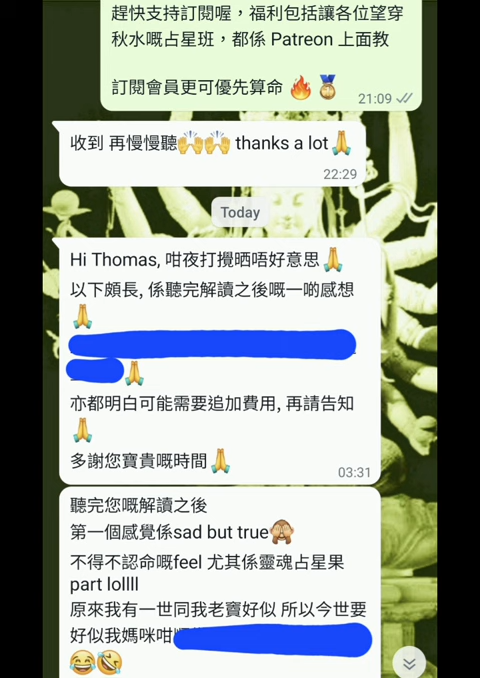 趕快支持訂閱喔，福利包括讓各位望穿
秋水嘅占星班，都係 Patreon 上面教
訂閱會員更可優先算命 🔥🏅
21:09
收到 再慢慢聽🙌🙌 thanks a lot🙏
22:29
Today
Hi Thomas, 咁夜打攪晒唔好意思🙏
以下頗長, 係聽完解讀之後嘅一啲感想
🙏
🙏
亦都明白可能需要追加費用, 再請告知
🙏
多謝您寶貴嘅時間🙏
03:31
聽完您嘅解讀之後
第一個感覺係sad but true🙈
不得不認命嘅feel 尤其係靈魂占星果
part lollll
原來我有一世同我老竇好似 所以今世要
好似我媽咪咁
😂🤣